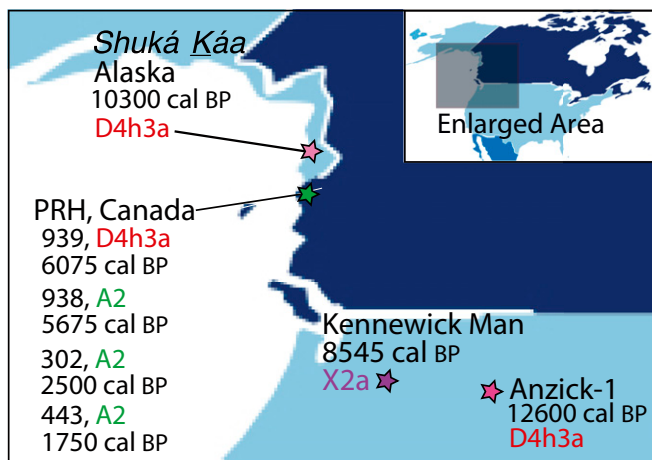 Shuká Ḵáa
Alaska
10300 cal BP
D4h3a
Enlarged Area
PRH, Canada
939, D4h3a
6075 cal BP
938, A2
5675 cal BP
302, A2
2500 cal BP
443, A2
1750 cal BP
Kennewick Man
8545 cal BP
X2a
Anzick-1
12600 cal BP
D4h3a